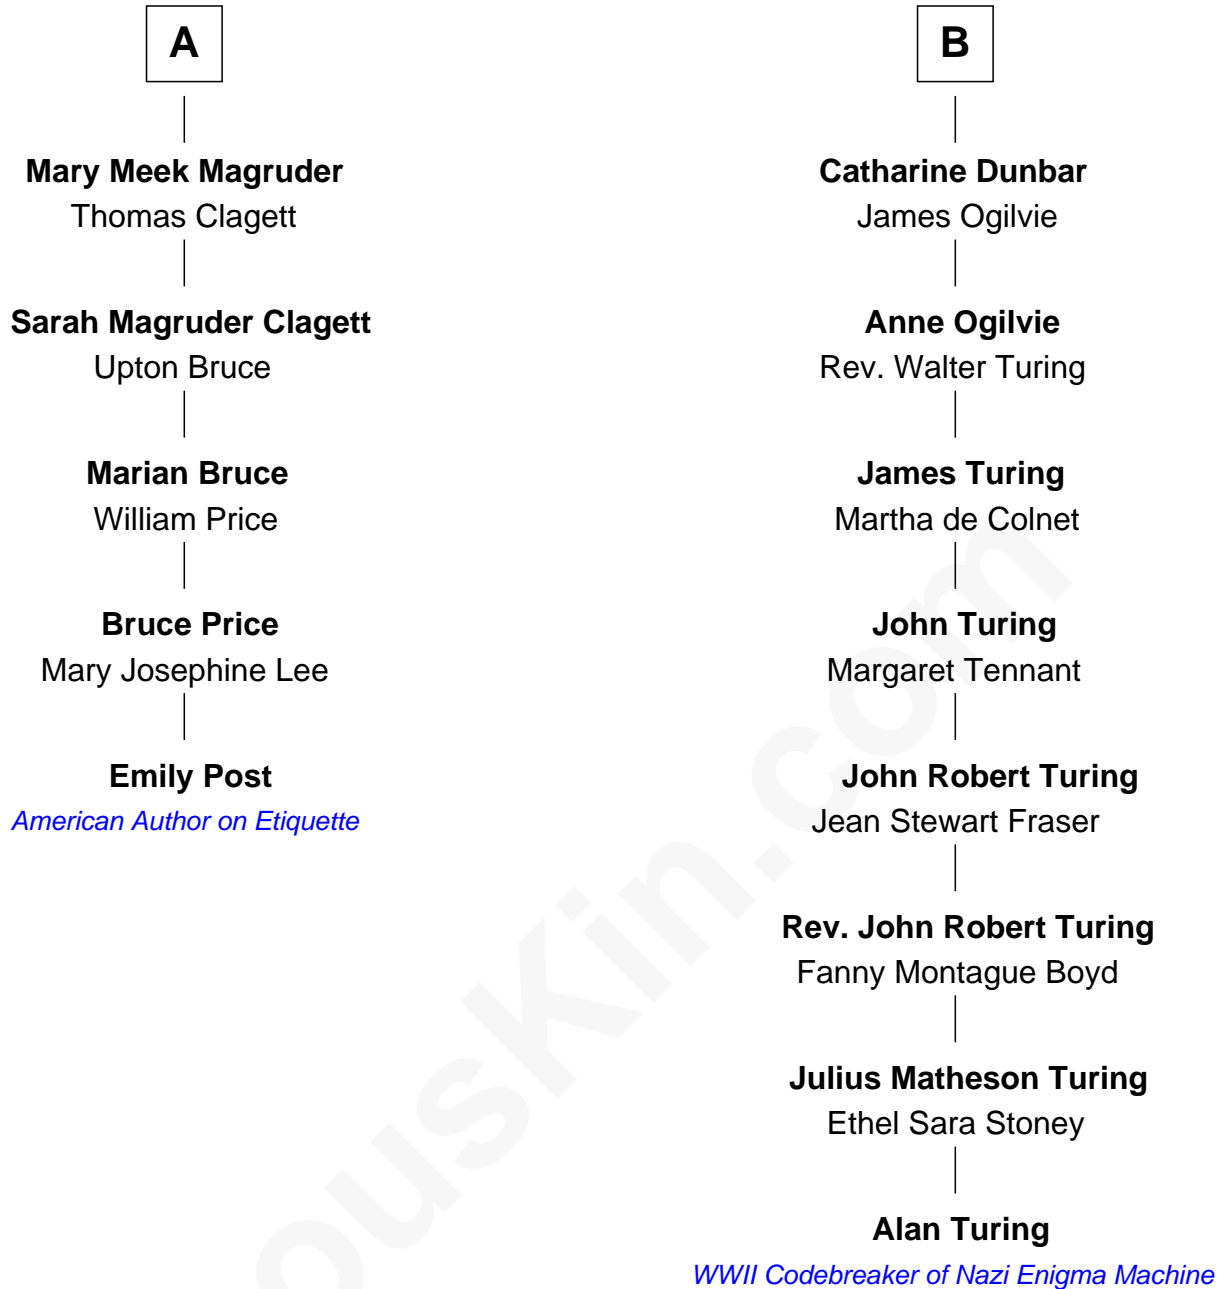 A
Mary Meek Magruder
Thomas Clagett
Sarah Magruder Clagett
Upton Bruce
Marian Bruce
William Price
Bruce Price
Mary Josephine Lee
Emily Post
American Author on Etiquette
B
Catharine Dunbar
James Ogilvie
Anne Ogilvie
Rev. Walter Turing
James Turing
Martha de Colnet
John Turing
Margaret Tennant
John Robert Turing
Jean Stewart Fraser
Rev. John Robert Turing
Fanny Montague Boyd
Julius Matheson Turing
Ethel Sara Stoney
Alan Turing
WWII Codebreaker of Nazi Enigma Machine
ousKin.com